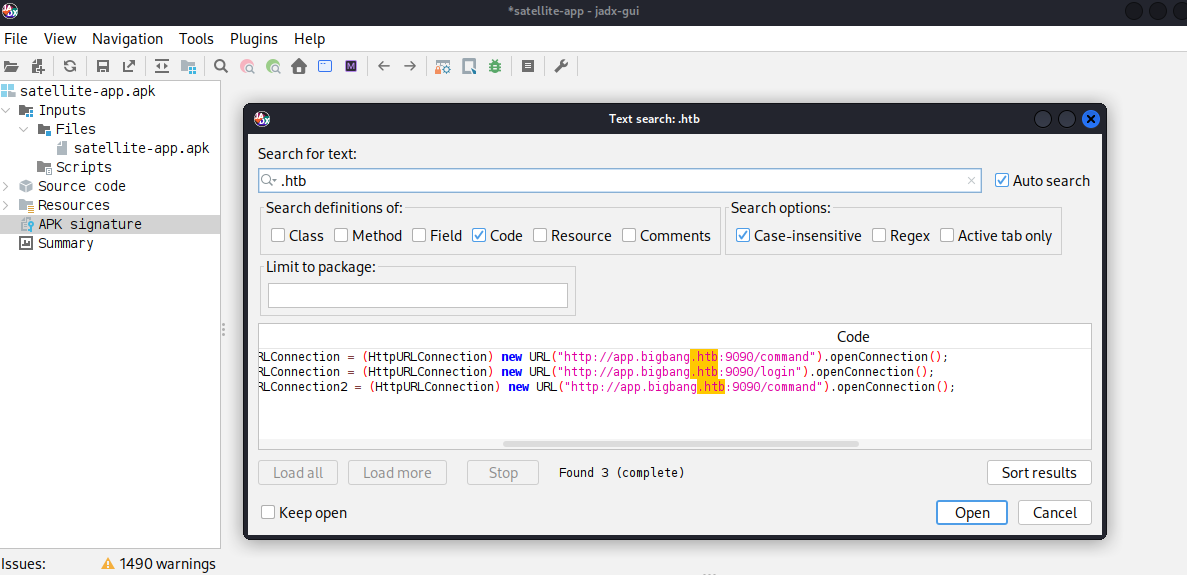 *satellite-app - jadx-gui
File View Navigation Tools Plugins Help
satellite-app.apk
Inputs
Files
satellite-app.apk
Scripts
Source code
Resources
APK signature
Summary
Text search: .htb
Search for text:
.htb
Auto search
Search definitions of:
Class Method Field Code Resource Comments
Search options:
Case-insensitive Regex Active tab only
Limit to package:
Code
RLConnection = (HttpURLConnection) new URL("http://app.bigbang.htb:9090/command").openConnection();
RLConnection = (HttpURLConnection) new URL("http://app.bigbang.htb:9090/login").openConnection();
RLConnection2 = (HttpURLConnection) new URL("http://app.bigbang.htb:9090/command").openConnection();
Load all Load more Stop Found 3 (complete) Sort results
Keep open Open Cancel
Issues: 1490 warnings